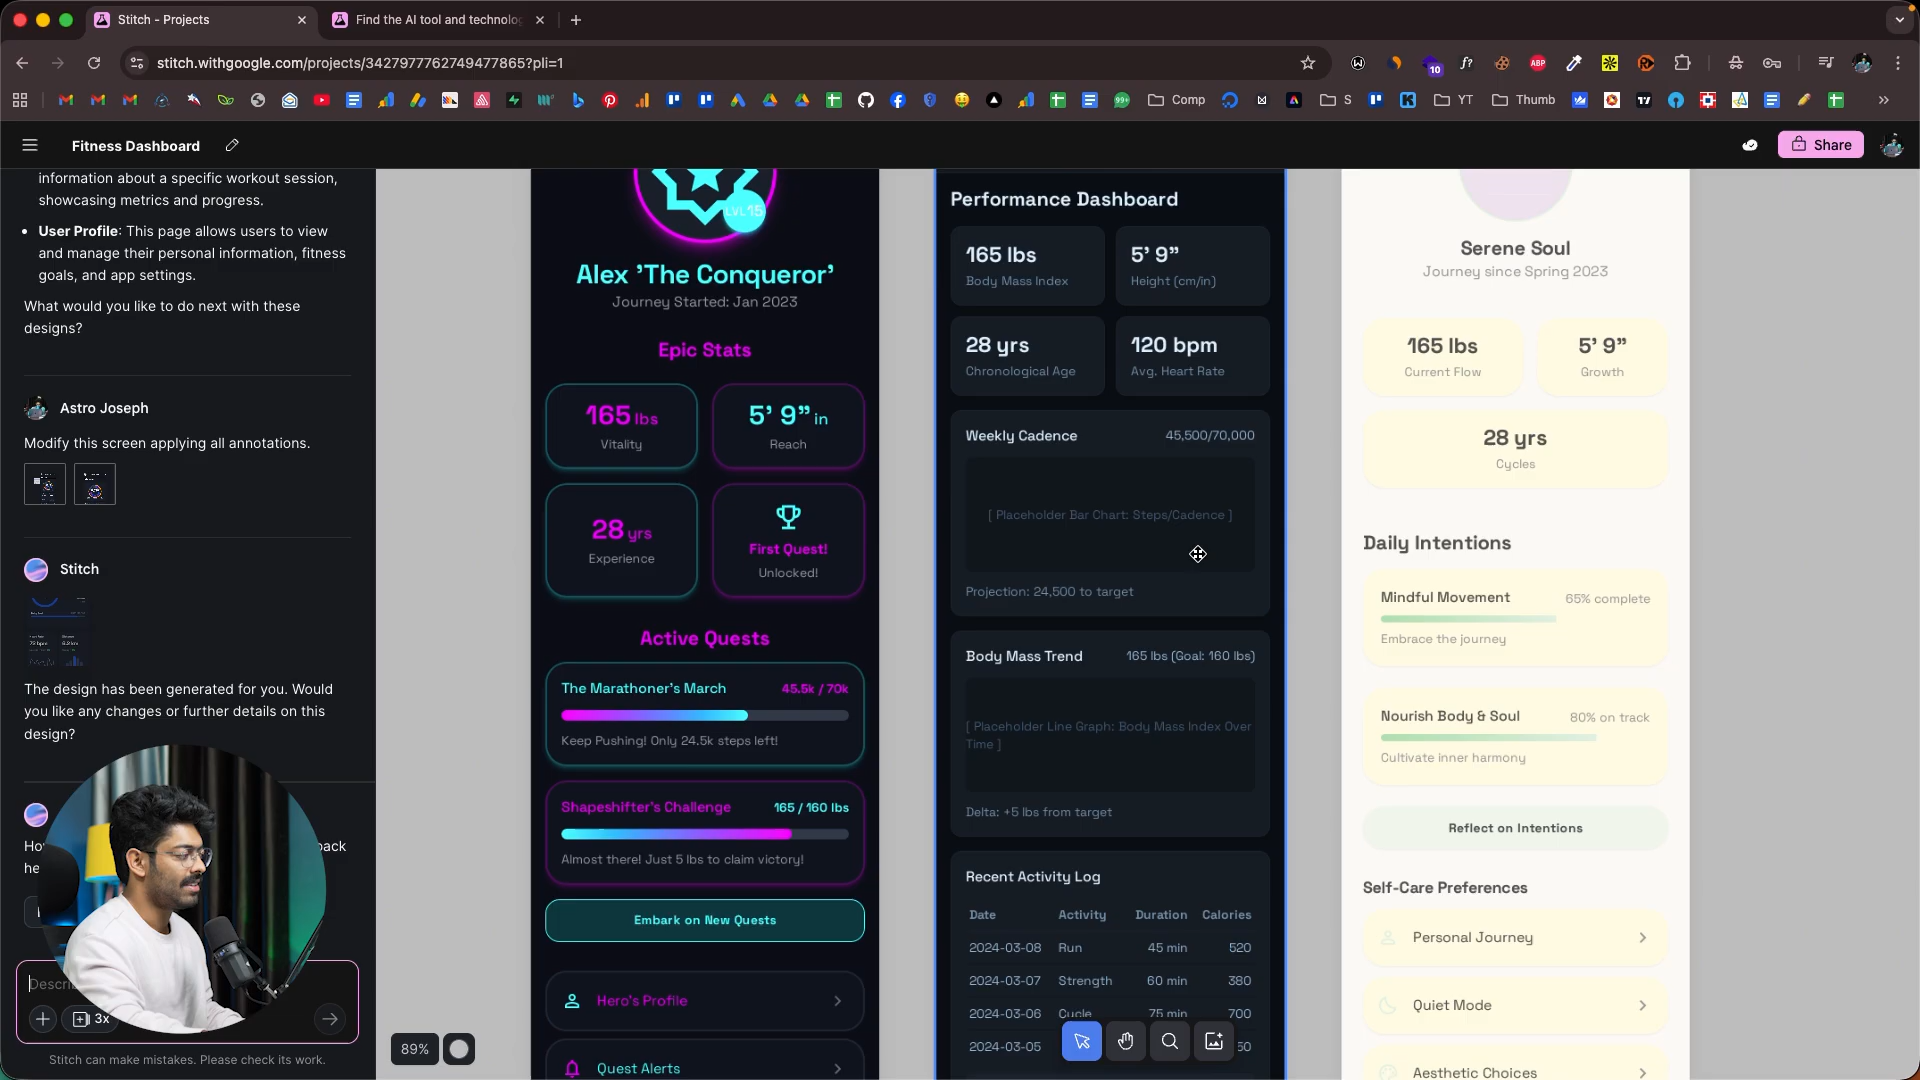 Stitch - Projects
Find the AI tool and technolog
stitch.withgoogle.com/projects/3427977762749477865?pli=1
10
ABP
99+
Comp
S
YT
Thumb
Fitness Dashboard
Share
information about a specific workout session,
showcasing metrics and progress.
User Profile: This page allows users to view
and manage their personal information, fitness
goals, and app settings.
What would you like to do next with these
designs?
Astro Joseph
Modify this screen applying all annotations.
Stitch
The design has been generated for you. Would
you like any changes or further details on this
design?
3x
Stitch can make mistakes. Please check its work.
89%
LVL 15
Alex 'The Conqueror'
Journey Started: Jan 2023
Epic Stats
165 lbs
Vitality
5' 9" in
Reach
28 yrs
Experience
First Quest!
Unlocked!
Active Quests
The Marathoner's March
45.5k / 70k
Keep Pushing! Only 24.5k steps left!
Shapeshifter's Challenge
165 / 160 lbs
Almost there! Just 5 lbs to claim victory!
Embark on New Quests
Hero's Profile
Quest Alerts
Performance Dashboard
165 lbs
Body Mass Index
5' 9"
Height (cm/in)
28 yrs
Chronological Age
120 bpm
Avg. Heart Rate
Weekly Cadence
45,500/70,000
[ Placeholder Bar Chart: Steps/Cadence ]
Projection: 24,500 to target
Body Mass Trend
165 lbs (Goal: 160 lbs)
[ Placeholder Line Graph: Body Mass Index Over
Time ]
Delta: +5 lbs from target
Recent Activity Log
Date Activity Duration Calories
2024-03-08 Run 45 min 520
2024-03-07 Strength 60 min 380
2024-03-06 Cycle 75 min 700
2024-03-05
Serene Soul
Journey since Spring 2023
165 lbs
Current Flow
5' 9"
Growth
28 yrs
Cycles
Daily Intentions
Mindful Movement
65% complete
Embrace the journey
Nourish Body & Soul
80% on track
Cultivate inner harmony
Reflect on Intentions
Self-Care Preferences
Personal Journey
Quiet Mode
Aesthetic Choices